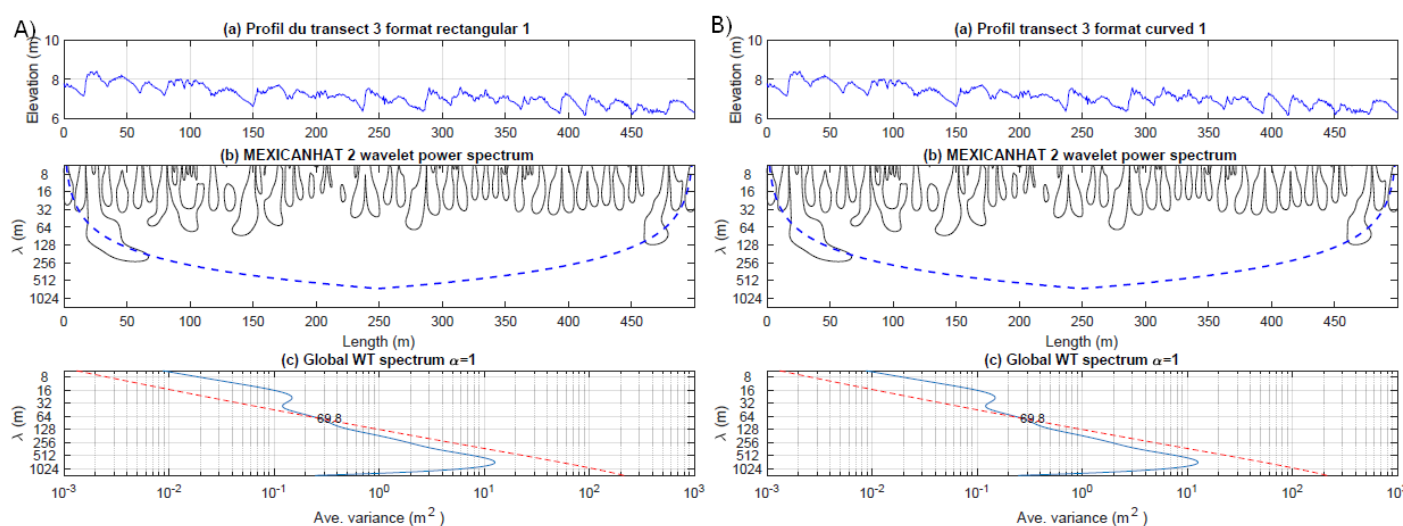 A)
(a) Profil du transect 3 format rectangular 1
Elevation (m)
10
8
6
0 50 100 150 200 250 300 350 400 450
(b) MEXICANHAT 2 wavelet power spectrum
λ (m)
8
16
32
64
128
256
512
1024
0 50 100 150 200 250 300 350 400 450
Length (m)
(c) Global WT spectrum α=1
λ (m)
8
16
32
64
128
256
512
1024
69.8
10^-3 10^-2 10^-1 10^0 10^1 10^2 10^3
Ave. variance (m^2)
B)
(a) Profil transect 3 format curved 1
Elevation (m)
10
8
6
0 50 100 150 200 250 300 350 400 450
(b) MEXICANHAT 2 wavelet power spectrum
λ (m)
8
16
32
64
128
256
512
1024
0 50 100 150 200 250 300 350 400 450
Length (m)
(c) Global WT spectrum α=1
λ (m)
8
16
32
64
128
256
512
1024
69.8
10^-3 10^-2 10^-1 10^0 10^1 10^2 10
Ave. variance (m^2)